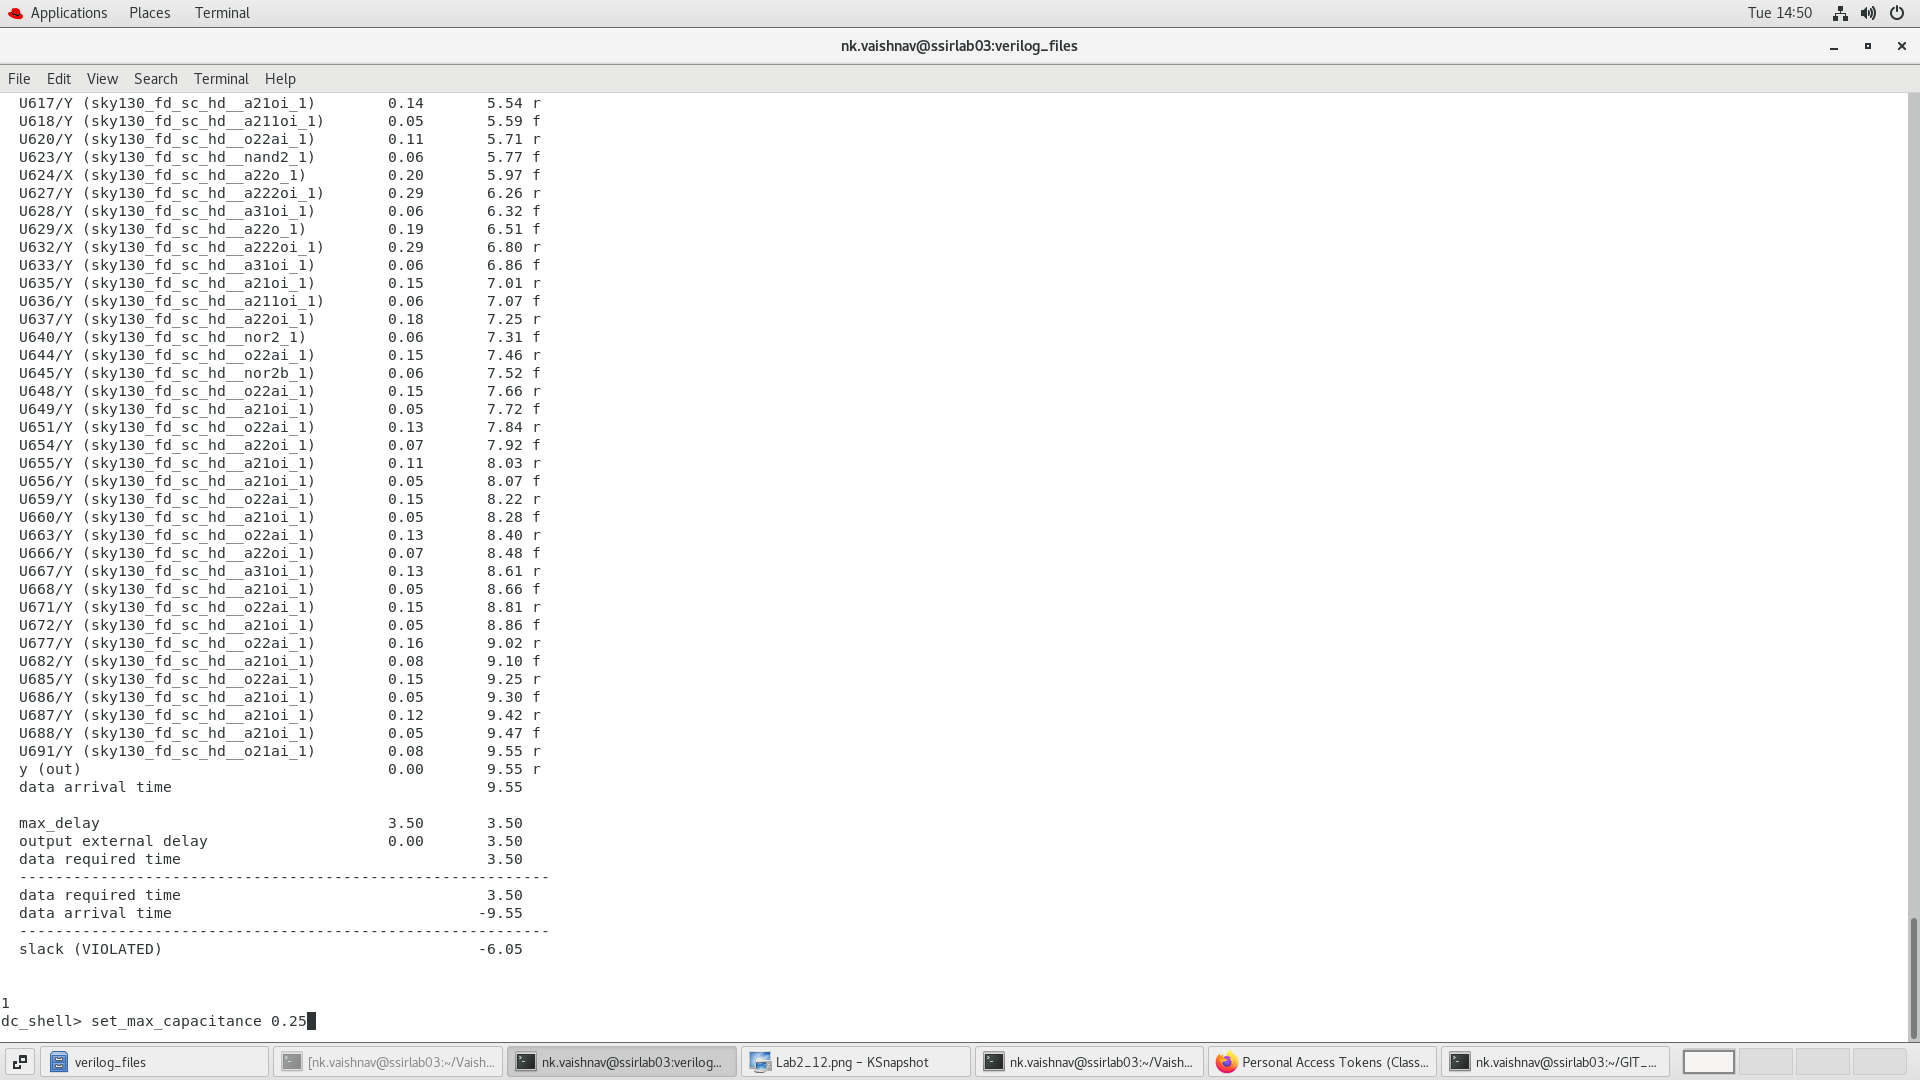 Applications Places Terminal Tue 14:50
nk.vaishnav@ssirlab03:verilog_files
File Edit View Search Terminal Help
U617/Y (sky130_fd_sc_hd__a21oi_1) 0.14 5.54 r
U618/Y (sky130_fd_sc_hd__a211oi_1) 0.05 5.59 f
U620/Y (sky130_fd_sc_hd__o22ai_1) 0.11 5.71 r
U623/Y (sky130_fd_sc_hd__nand2_1) 0.06 5.77 f
U624/X (sky130_fd_sc_hd__a22o_1) 0.20 5.97 f
U627/Y (sky130_fd_sc_hd__a222oi_1) 0.29 6.26 r
U628/Y (sky130_fd_sc_hd__a31oi_1) 0.06 6.32 f
U629/X (sky130_fd_sc_hd__a22o_1) 0.19 6.51 f
U632/Y (sky130_fd_sc_hd__a222oi_1) 0.29 6.80 r
U633/Y (sky130_fd_sc_hd__a31oi_1) 0.06 6.86 f
U635/Y (sky130_fd_sc_hd__a21oi_1) 0.15 7.01 r
U636/Y (sky130_fd_sc_hd__a211oi_1) 0.06 7.07 f
U637/Y (sky130_fd_sc_hd__a22oi_1) 0.18 7.25 r
U640/Y (sky130_fd_sc_hd__nor2_1) 0.06 7.31 f
U644/Y (sky130_fd_sc_hd__o22ai_1) 0.15 7.46 r
U645/Y (sky130_fd_sc_hd__nor2b_1) 0.06 7.52 f
U648/Y (sky130_fd_sc_hd__o22ai_1) 0.15 7.66 r
U649/Y (sky130_fd_sc_hd__a21oi_1) 0.05 7.72 f
U651/Y (sky130_fd_sc_hd__o22ai_1) 0.13 7.84 r
U654/Y (sky130_fd_sc_hd__a22oi_1) 0.07 7.92 f
U655/Y (sky130_fd_sc_hd__a21oi_1) 0.11 8.03 r
U656/Y (sky130_fd_sc_hd__a21oi_1) 0.05 8.07 f
U659/Y (sky130_fd_sc_hd__o22ai_1) 0.15 8.22 r
U660/Y (sky130_fd_sc_hd__a21oi_1) 0.05 8.28 f
U663/Y (sky130_fd_sc_hd__o22ai_1) 0.13 8.40 r
U666/Y (sky130_fd_sc_hd__a22oi_1) 0.07 8.48 f
U667/Y (sky130_fd_sc_hd__a31oi_1) 0.13 8.61 r
U668/Y (sky130_fd_sc_hd__a21oi_1) 0.05 8.66 f
U671/Y (sky130_fd_sc_hd__o22ai_1) 0.15 8.81 r
U672/Y (sky130_fd_sc_hd__a21oi_1) 0.05 8.86 f
U677/Y (sky130_fd_sc_hd__o22ai_1) 0.16 9.02 r
U682/Y (sky130_fd_sc_hd__a21oi_1) 0.08 9.10 f
U685/Y (sky130_fd_sc_hd__o22ai_1) 0.15 9.25 r
U686/Y (sky130_fd_sc_hd__a21oi_1) 0.05 9.30 f
U687/Y (sky130_fd_sc_hd__a21oi_1) 0.12 9.42 r
U688/Y (sky130_fd_sc_hd__a21oi_1) 0.05 9.47 f
U691/Y (sky130_fd_sc_hd__o21ai_1) 0.08 9.55 r
y (out) 0.00 9.55 r
data arrival time 9.55
max_delay 3.50 3.50
output external delay 0.00 3.50
data required time 3.50
-----------------------------------------------------------
data required time 3.50
data arrival time -9.55
-----------------------------------------------------------
slack (VIOLATED) -6.05
1
dc_shell> set_max_capacitance 0.25
verilog_files [nk.vaishnav@ssirlab03:~/Vaish... nk.vaishnav@ssirlab03:verilog... Lab2_12.png – KSnapshot nk.vaishnav@ssirlab03:~/Vaish... Personal Access Tokens (Class... nk.vaishnav@ssirlab03:~/GIT_...